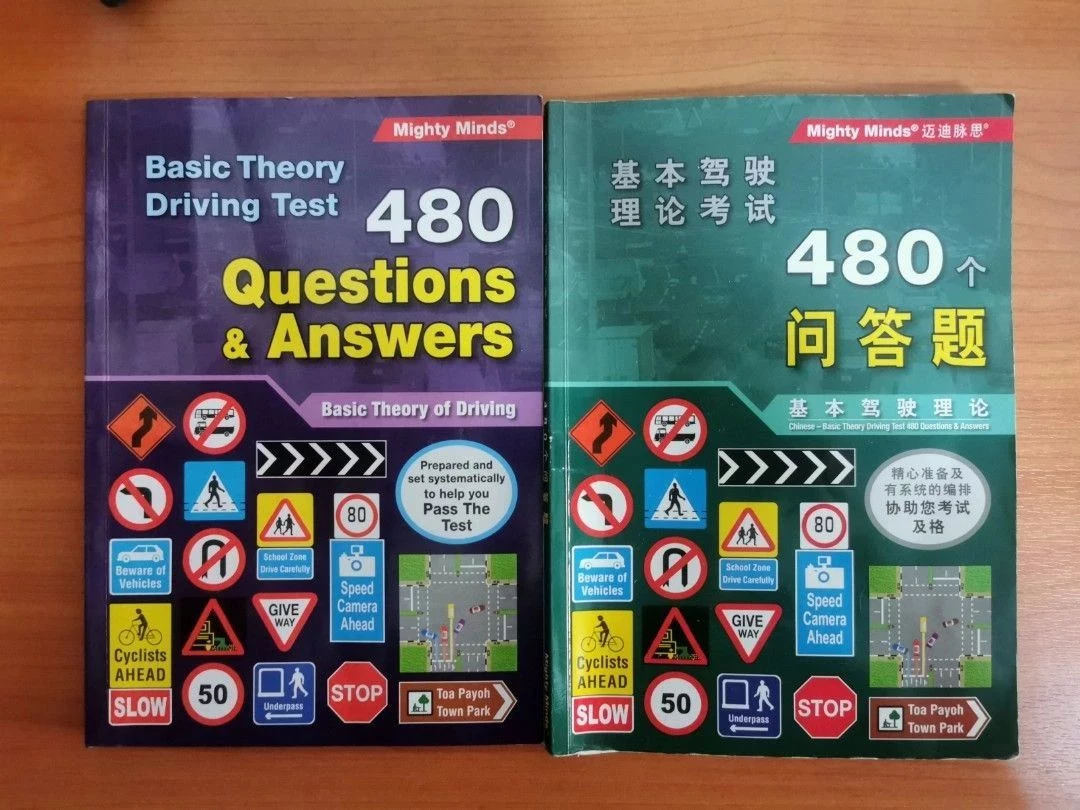 Mighty Minds®
Basic Theory
Driving Test
480
Questions
& Answers
Basic Theory of Driving
Prepared and
set systematically
to help you
Pass The
Test
80
School Zone
Drive Carefully
Beware of
Vehicles
Speed
Camera
Ahead
GIVE
WAY
Cyclists
AHEAD
SLOW
50
Underpass
STOP
Toa Payoh
Town Park
Mighty Minds® 迈迪脉思®
基本驾驶
理论考试
480个
问答题
基本驾驶理论
Chinese – Basic Theory Driving Test 480 Questions & Answers
精心准备及
有系统的编排
协助您考试
及格
80
School Zone
Drive Carefully
Beware of
Vehicles
Speed
Camera
Ahead
GIVE
WAY
Cyclists
AHEAD
SLOW
50
Underpass
STOP
Toa Payoh
Town Park